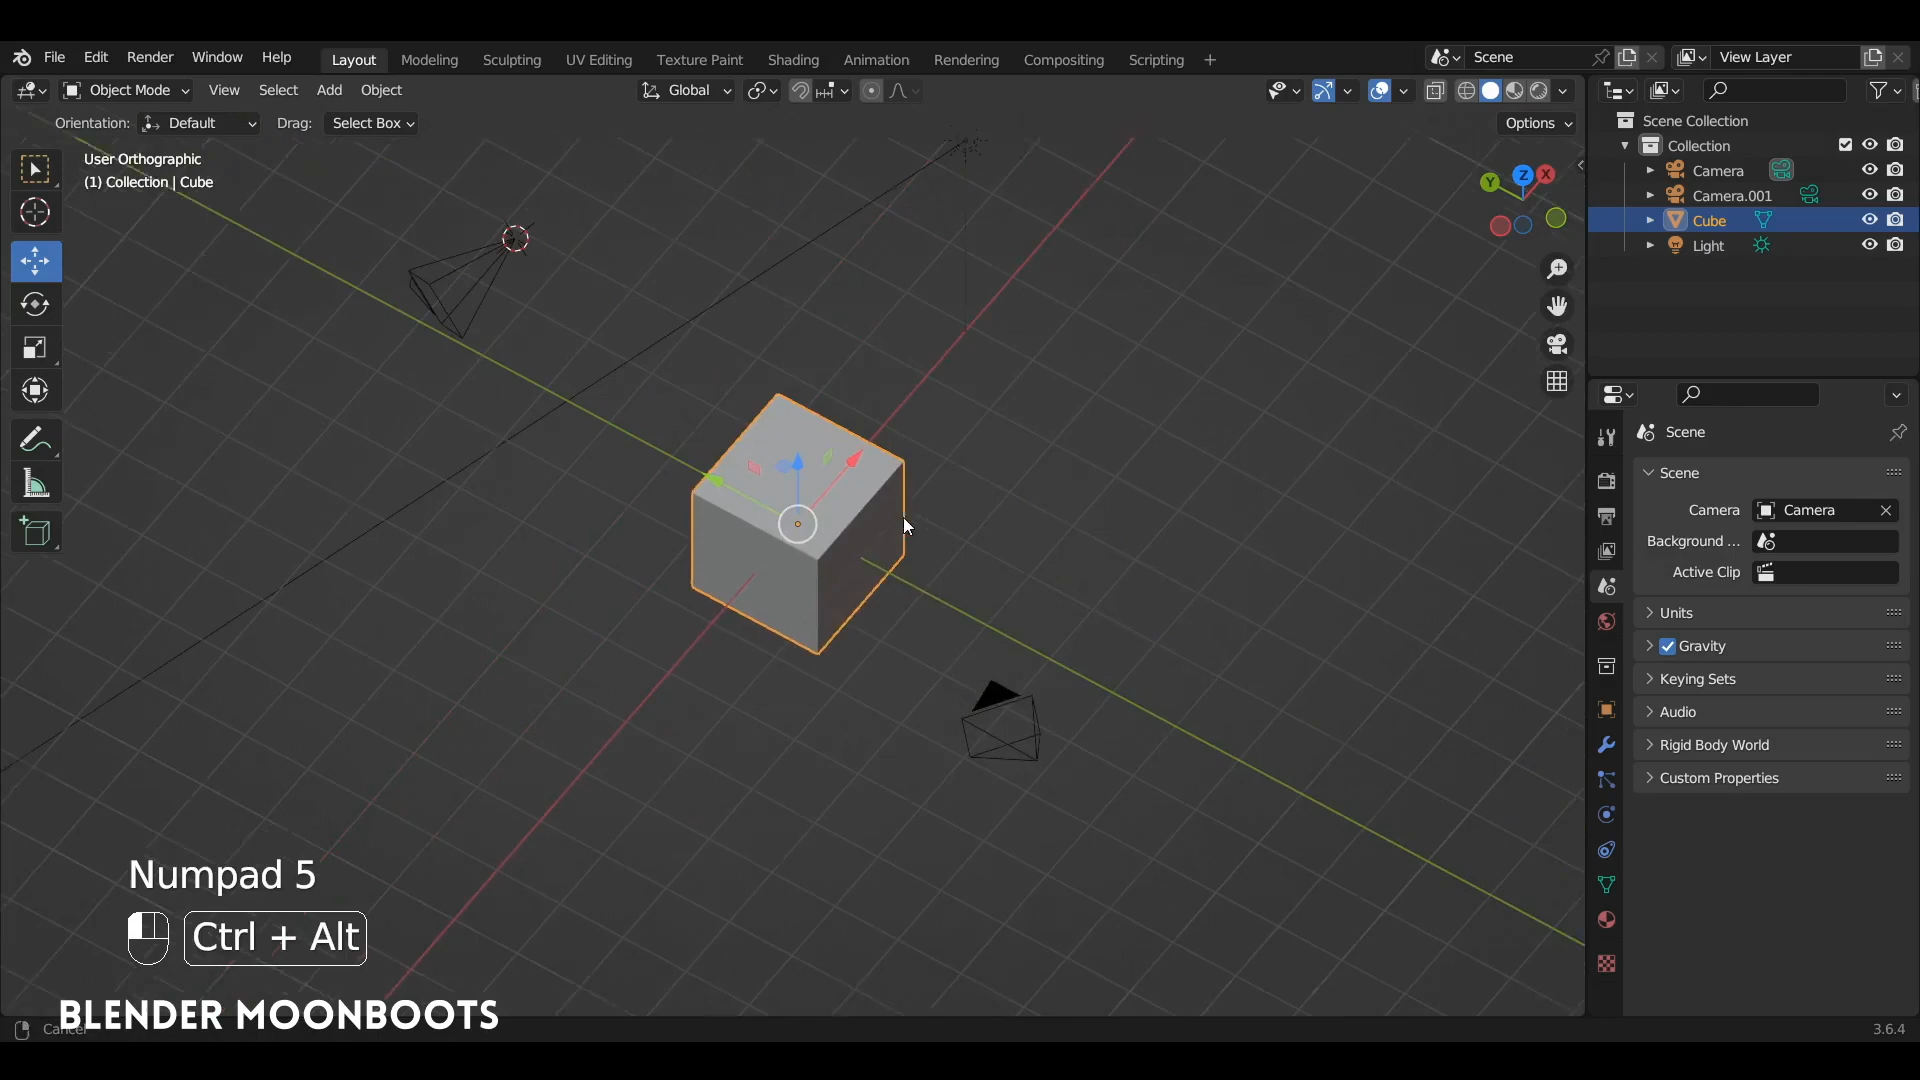 File Edit Render Window Help
Layout Modeling Sculpting UV Editing Texture Paint Shading Animation Rendering Compositing Scripting +
Scene
View Layer
Object Mode View Select Add Object
Global
Orientation: Default Drag: Select Box
Options
User Orthographic
(1) Collection | Cube
Z X Y
Scene Collection
Collection
Camera
Camera.001
Cube
Light
Scene
Scene
Camera Camera
Background ...
Active Clip
Units
Gravity
Keying Sets
Audio
Rigid Body World
Custom Properties
Numpad 5
Ctrl + Alt
BLENDER MOONBOOTS
Cancel
3.6.4